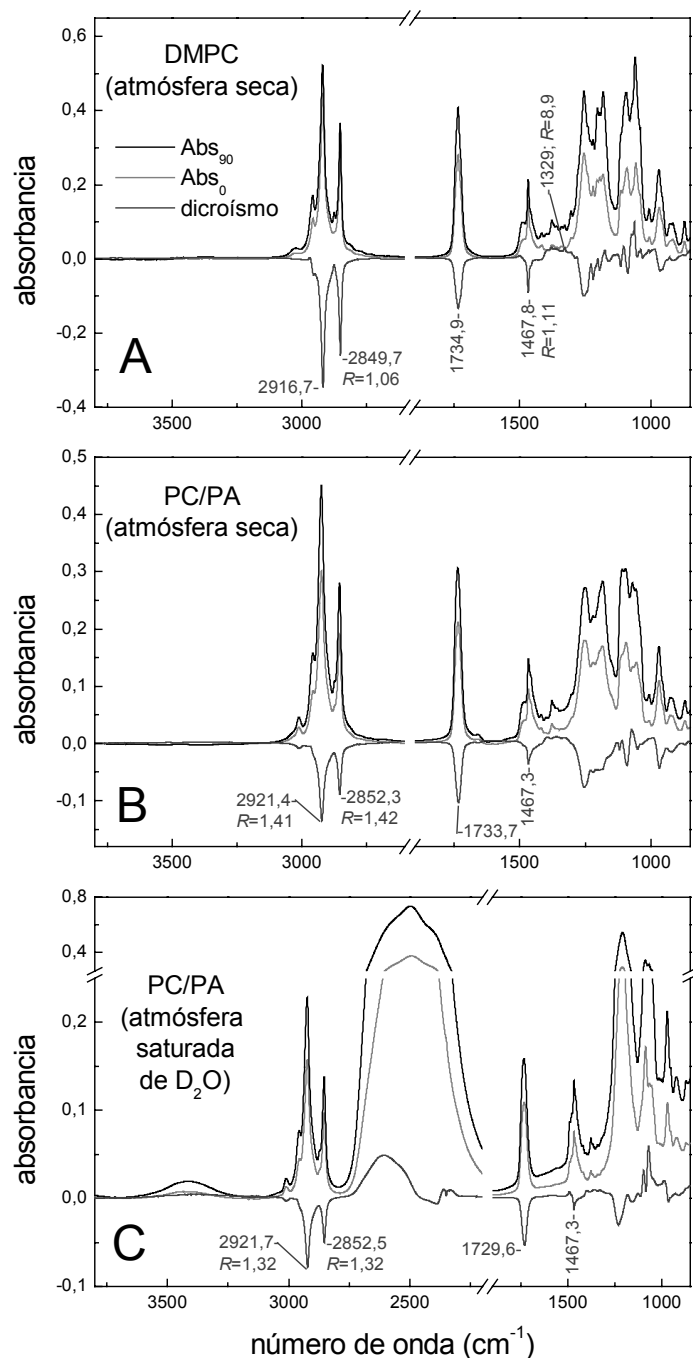 0,6
DMPC
(atmósfera seca)
0,4
Abs90
Abs0
dicroísmo
0,2
1329; R=8,9
0,0
absorbancia
-0,2
2916,7-
-2849,7
R=1,06
1734,9-
1467,8-
R=1,11
A
-0,4
3500
3000
1500
1000
0,5
PC/PA
(atmósfera seca)
0,4
0,3
0,2
0,1
0,0
-0,1
absorbancia
B
2921,4-
R=1,41
-2852,3
R=1,42
-1733,7
1467,3-
3500
3000
1500
1000
0,8
0,4
PC/PA
(atmósfera
saturada
de D2O)
0,2
0,1
0,0
-0,1
absorbancia
C
2921,7-
R=1,32
-2852,5
R=1,32
1729,6-
1467,3-
3500
3000
2500
1500
1000
número de onda (cm-1)